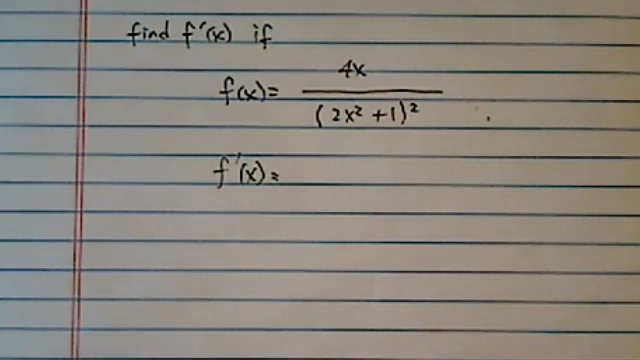 find f'(x) if
f(x) = 4x / (2x² + 1)²
f'(x) =